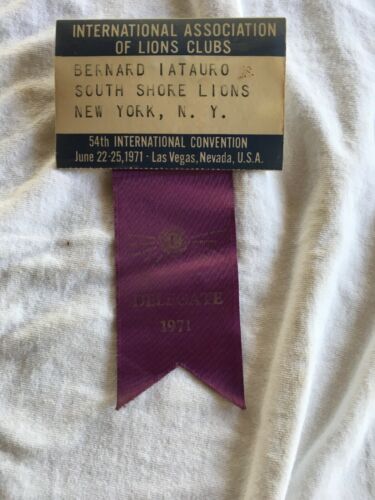 INTERNATIONAL ASSOCIATION
OF LIONS CLUBS
BERNARD IATAURO JR.
SOUTH SHORE LIONS
NEW YORK, N. Y.
54th INTERNATIONAL CONVENTION
June 22-25, 1971 - Las Vegas, Nevada, U.S.A.
L
DELEGATE
1971